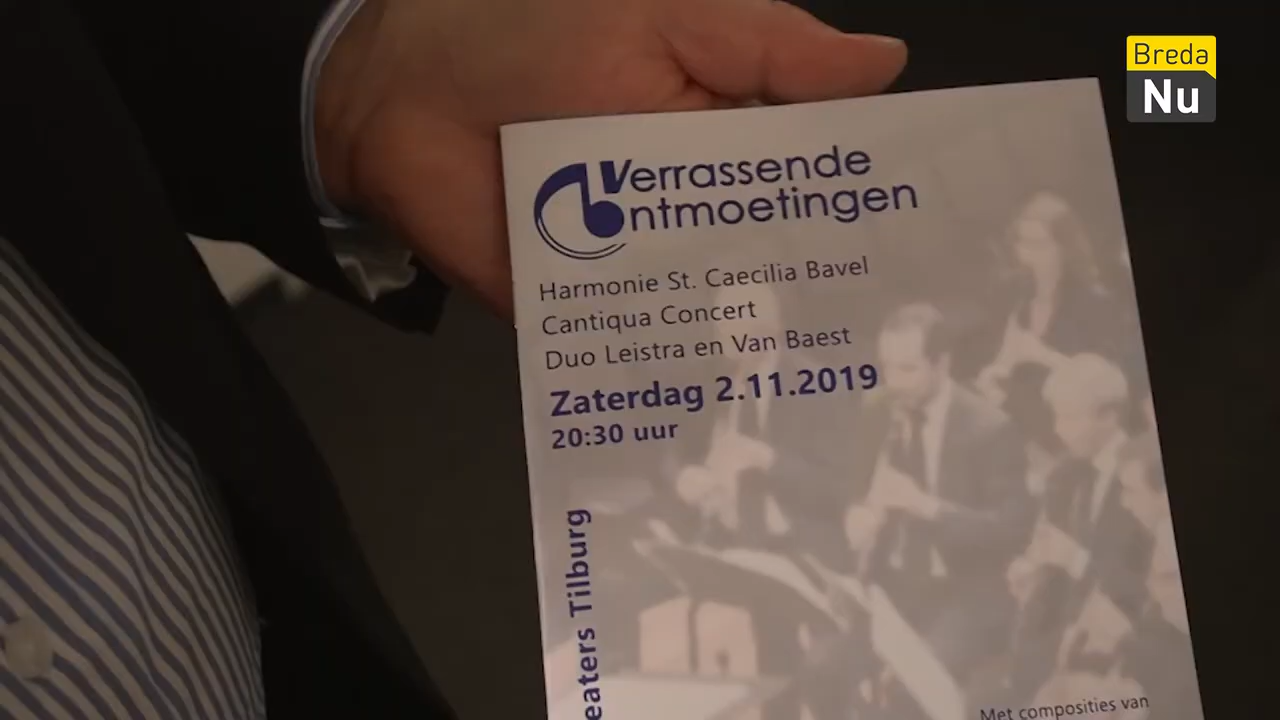 Breda
Nu
Verrassende
Ontmoetingen
Harmonie St. Caecilia Bavel
Cantiqua Concert
Duo Leistra en Van Baest
Zaterdag 2.11.2019
20:30 uur
eaters Tilburg
Met composities van